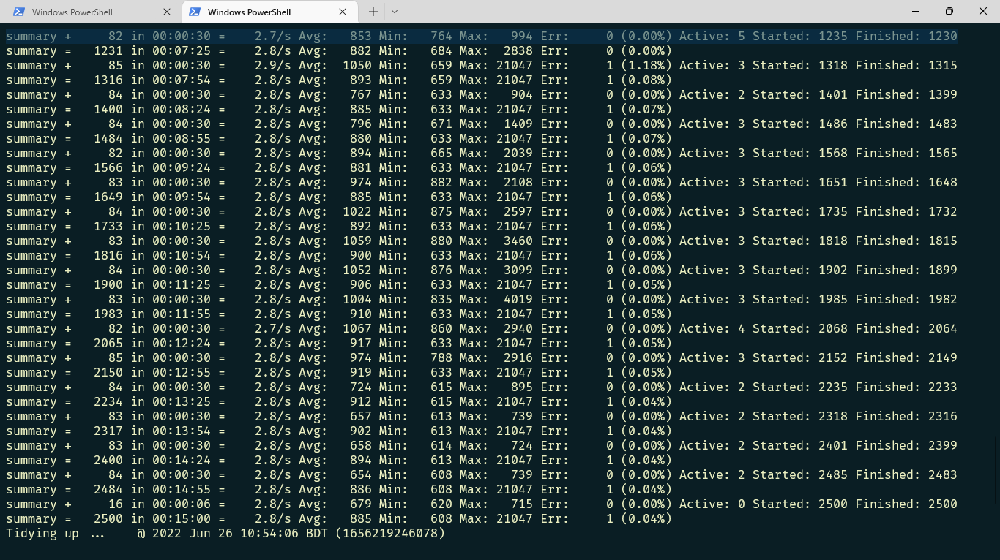 Windows PowerShell
Windows PowerShell
summary +     82 in 00:00:30 =    2.7/s Avg:   853 Min:   764 Max:   994 Err:     0 (0.00%) Active: 5 Started: 1235 Finished: 1230
summary =   1231 in 00:07:25 =    2.8/s Avg:   882 Min:   684 Max:  2838 Err:     0 (0.00%)
summary +     85 in 00:00:30 =    2.9/s Avg:  1050 Min:   659 Max: 21047 Err:     1 (1.18%) Active: 3 Started: 1318 Finished: 1315
summary =   1316 in 00:07:54 =    2.8/s Avg:   893 Min:   659 Max: 21047 Err:     1 (0.08%)
summary +     84 in 00:00:30 =    2.8/s Avg:   767 Min:   633 Max:   904 Err:     0 (0.00%) Active: 2 Started: 1401 Finished: 1399
summary =   1400 in 00:08:24 =    2.8/s Avg:   885 Min:   633 Max: 21047 Err:     1 (0.07%)
summary +     84 in 00:00:30 =    2.8/s Avg:   796 Min:   671 Max:  1409 Err:     0 (0.00%) Active: 3 Started: 1486 Finished: 1483
summary =   1484 in 00:08:55 =    2.8/s Avg:   880 Min:   633 Max: 21047 Err:     1 (0.07%)
summary +     82 in 00:00:30 =    2.8/s Avg:   894 Min:   665 Max:  2039 Err:     0 (0.00%) Active: 3 Started: 1568 Finished: 1565
summary =   1566 in 00:09:24 =    2.8/s Avg:   881 Min:   633 Max: 21047 Err:     1 (0.06%)
summary +     83 in 00:00:30 =    2.8/s Avg:   974 Min:   882 Max:  2108 Err:     0 (0.00%) Active: 3 Started: 1651 Finished: 1648
summary =   1649 in 00:09:54 =    2.8/s Avg:   885 Min:   633 Max: 21047 Err:     1 (0.06%)
summary +     84 in 00:00:30 =    2.8/s Avg:  1022 Min:   875 Max:  2597 Err:     0 (0.00%) Active: 3 Started: 1735 Finished: 1732
summary =   1733 in 00:10:25 =    2.8/s Avg:   892 Min:   633 Max: 21047 Err:     1 (0.06%)
summary +     83 in 00:00:30 =    2.8/s Avg:  1059 Min:   880 Max:  3460 Err:     0 (0.00%) Active: 3 Started: 1818 Finished: 1815
summary =   1816 in 00:10:54 =    2.8/s Avg:   900 Min:   633 Max: 21047 Err:     1 (0.06%)
summary +     84 in 00:00:30 =    2.8/s Avg:  1052 Min:   876 Max:  3099 Err:     0 (0.00%) Active: 3 Started: 1902 Finished: 1899
summary =   1900 in 00:11:25 =    2.8/s Avg:   906 Min:   633 Max: 21047 Err:     1 (0.05%)
summary +     83 in 00:00:30 =    2.8/s Avg:  1004 Min:   835 Max:  4019 Err:     0 (0.00%) Active: 3 Started: 1985 Finished: 1982
summary =   1983 in 00:11:55 =    2.8/s Avg:   910 Min:   633 Max: 21047 Err:     1 (0.05%)
summary +     82 in 00:00:30 =    2.7/s Avg:  1067 Min:   860 Max:  2940 Err:     0 (0.00%) Active: 4 Started: 2068 Finished: 2064
summary =   2065 in 00:12:24 =    2.8/s Avg:   917 Min:   633 Max: 21047 Err:     1 (0.05%)
summary +     85 in 00:00:30 =    2.8/s Avg:   974 Min:   788 Max:  2916 Err:     0 (0.00%) Active: 3 Started: 2152 Finished: 2149
summary =   2150 in 00:12:55 =    2.8/s Avg:   919 Min:   633 Max: 21047 Err:     1 (0.05%)
summary +     84 in 00:00:30 =    2.8/s Avg:   724 Min:   615 Max:   895 Err:     0 (0.00%) Active: 2 Started: 2235 Finished: 2233
summary =   2234 in 00:13:25 =    2.8/s Avg:   912 Min:   615 Max: 21047 Err:     1 (0.04%)
summary +     83 in 00:00:30 =    2.8/s Avg:   657 Min:   613 Max:   739 Err:     0 (0.00%) Active: 2 Started: 2318 Finished: 2316
summary =   2317 in 00:13:54 =    2.8/s Avg:   902 Min:   613 Max: 21047 Err:     1 (0.04%)
summary +     83 in 00:00:30 =    2.8/s Avg:   658 Min:   614 Max:   724 Err:     0 (0.00%) Active: 2 Started: 2401 Finished: 2399
summary =   2400 in 00:14:24 =    2.8/s Avg:   894 Min:   613 Max: 21047 Err:     1 (0.04%)
summary +     84 in 00:00:30 =    2.8/s Avg:   654 Min:   608 Max:   739 Err:     0 (0.00%) Active: 2 Started: 2485 Finished: 2483
summary =   2484 in 00:14:55 =    2.8/s Avg:   886 Min:   608 Max: 21047 Err:     1 (0.04%)
summary +     16 in 00:00:06 =    2.8/s Avg:   679 Min:   620 Max:   715 Err:     0 (0.00%) Active: 0 Started: 2500 Finished: 2500
summary =   2500 in 00:15:00 =    2.8/s Avg:   885 Min:   608 Max: 21047 Err:     1 (0.04%)
Tidying up ...    @ 2022 Jun 26 10:54:06 BDT (1656219246078)